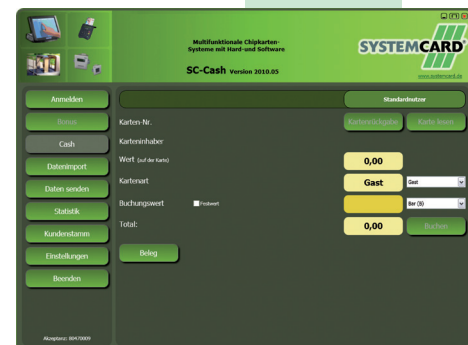 Multifunktionale Chipkarten-
Systeme mit Hard-und Software
SC-Cash Version 2010.05
SYSTEMCARD
www.systemcard.de
Anmelden
Standardnutzer
Bonus
Karten-Nr.
Kartenrückgabe
Karte lesen
Cash
Karteninhaber
Datenimport
Wert (auf der Karte)
0,00
Daten senden
Kartenart
Gast
Gast
Statistik
Buchungswert
Festwert
Bar (B)
Kundenstamm
Total:
0,00
Buchen
Einstellungen
Beleg
Beenden
Akzeptanz: 80470009